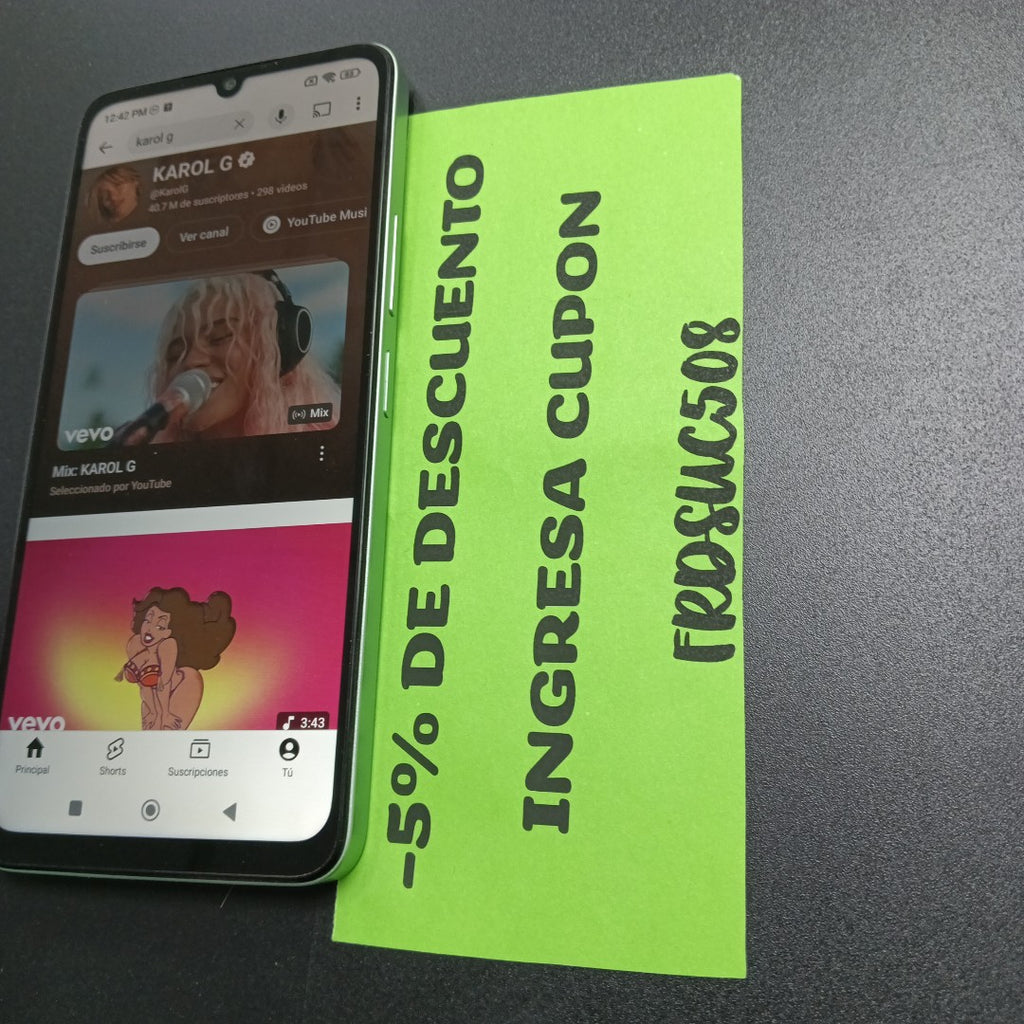 12:42 PM
karol g
KAROL G
@KarolG
40.7 M de suscriptores • 298 videos
Suscribirse
Ver canal
YouTube Musi
vevo
Mix
Mix: KAROL G
Seleccionado por YouTube
vevo
3:43
Principal
Shorts
Suscripciones
Tú
-5% DE DESCUENTO
INGRESA CUPON
FRDSUC508